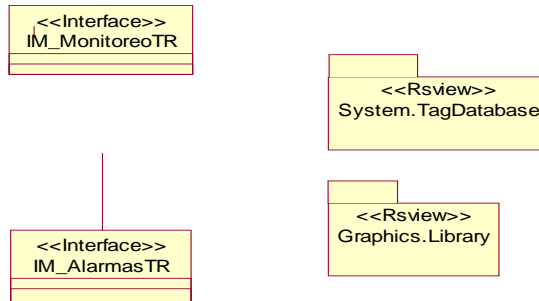 <<Interface>>
IM_MonitoreoTR
<<Rsview>>
System.TagDatabase
<<Rsview>>
Graphics.Library
<<Interface>>
IM_AlarmasTR